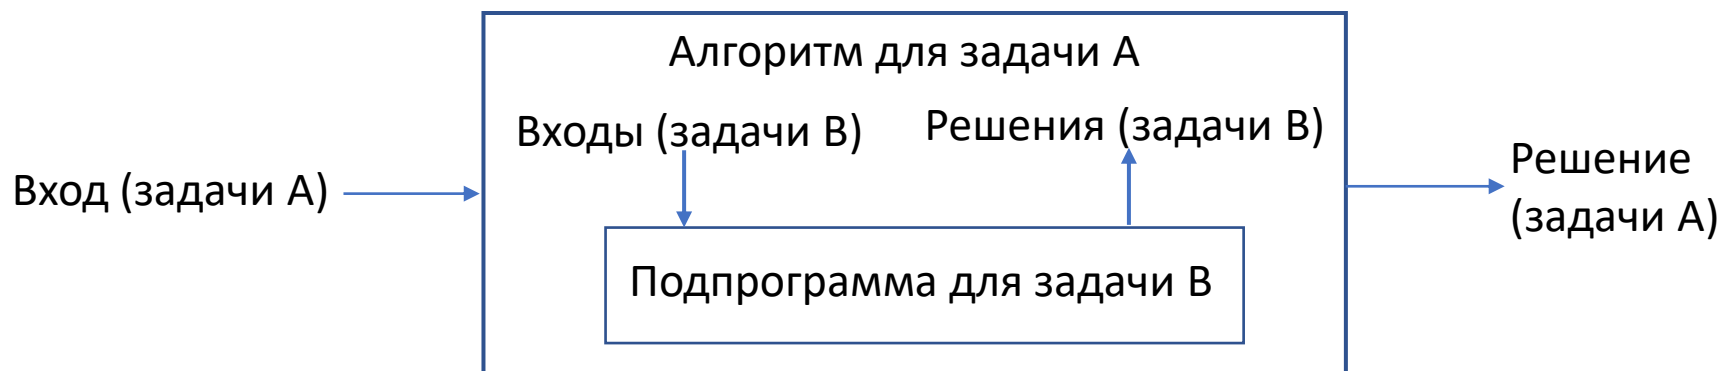 Алгоритм для задачи А
Входы (задачи В)
Решения (задачи В)
Вход (задачи А)
Решение
(задачи А)
Подпрограмма для задачи В